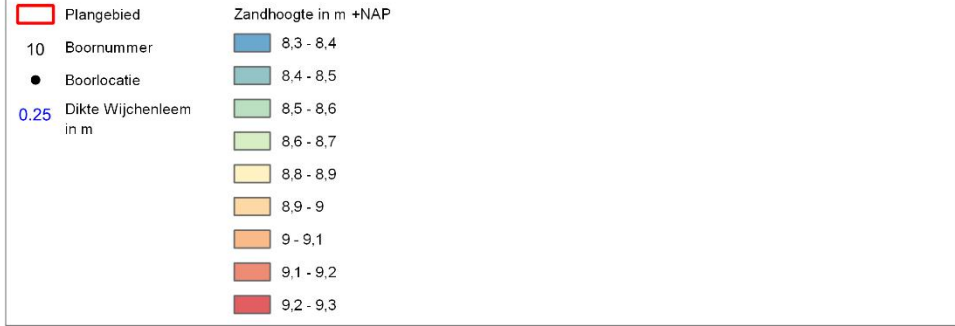 Plangebied
10 Boornummer
Boorlocatie
0.25 Dikte Wijchenleem
in m
Zandhoogte in m +NAP
8,3 - 8,4
8,4 - 8,5
8,5 - 8,6
8,6 - 8,7
8,8 - 8,9
8,9 - 9
9 - 9,1
9,1 - 9,2
9,2 - 9,3